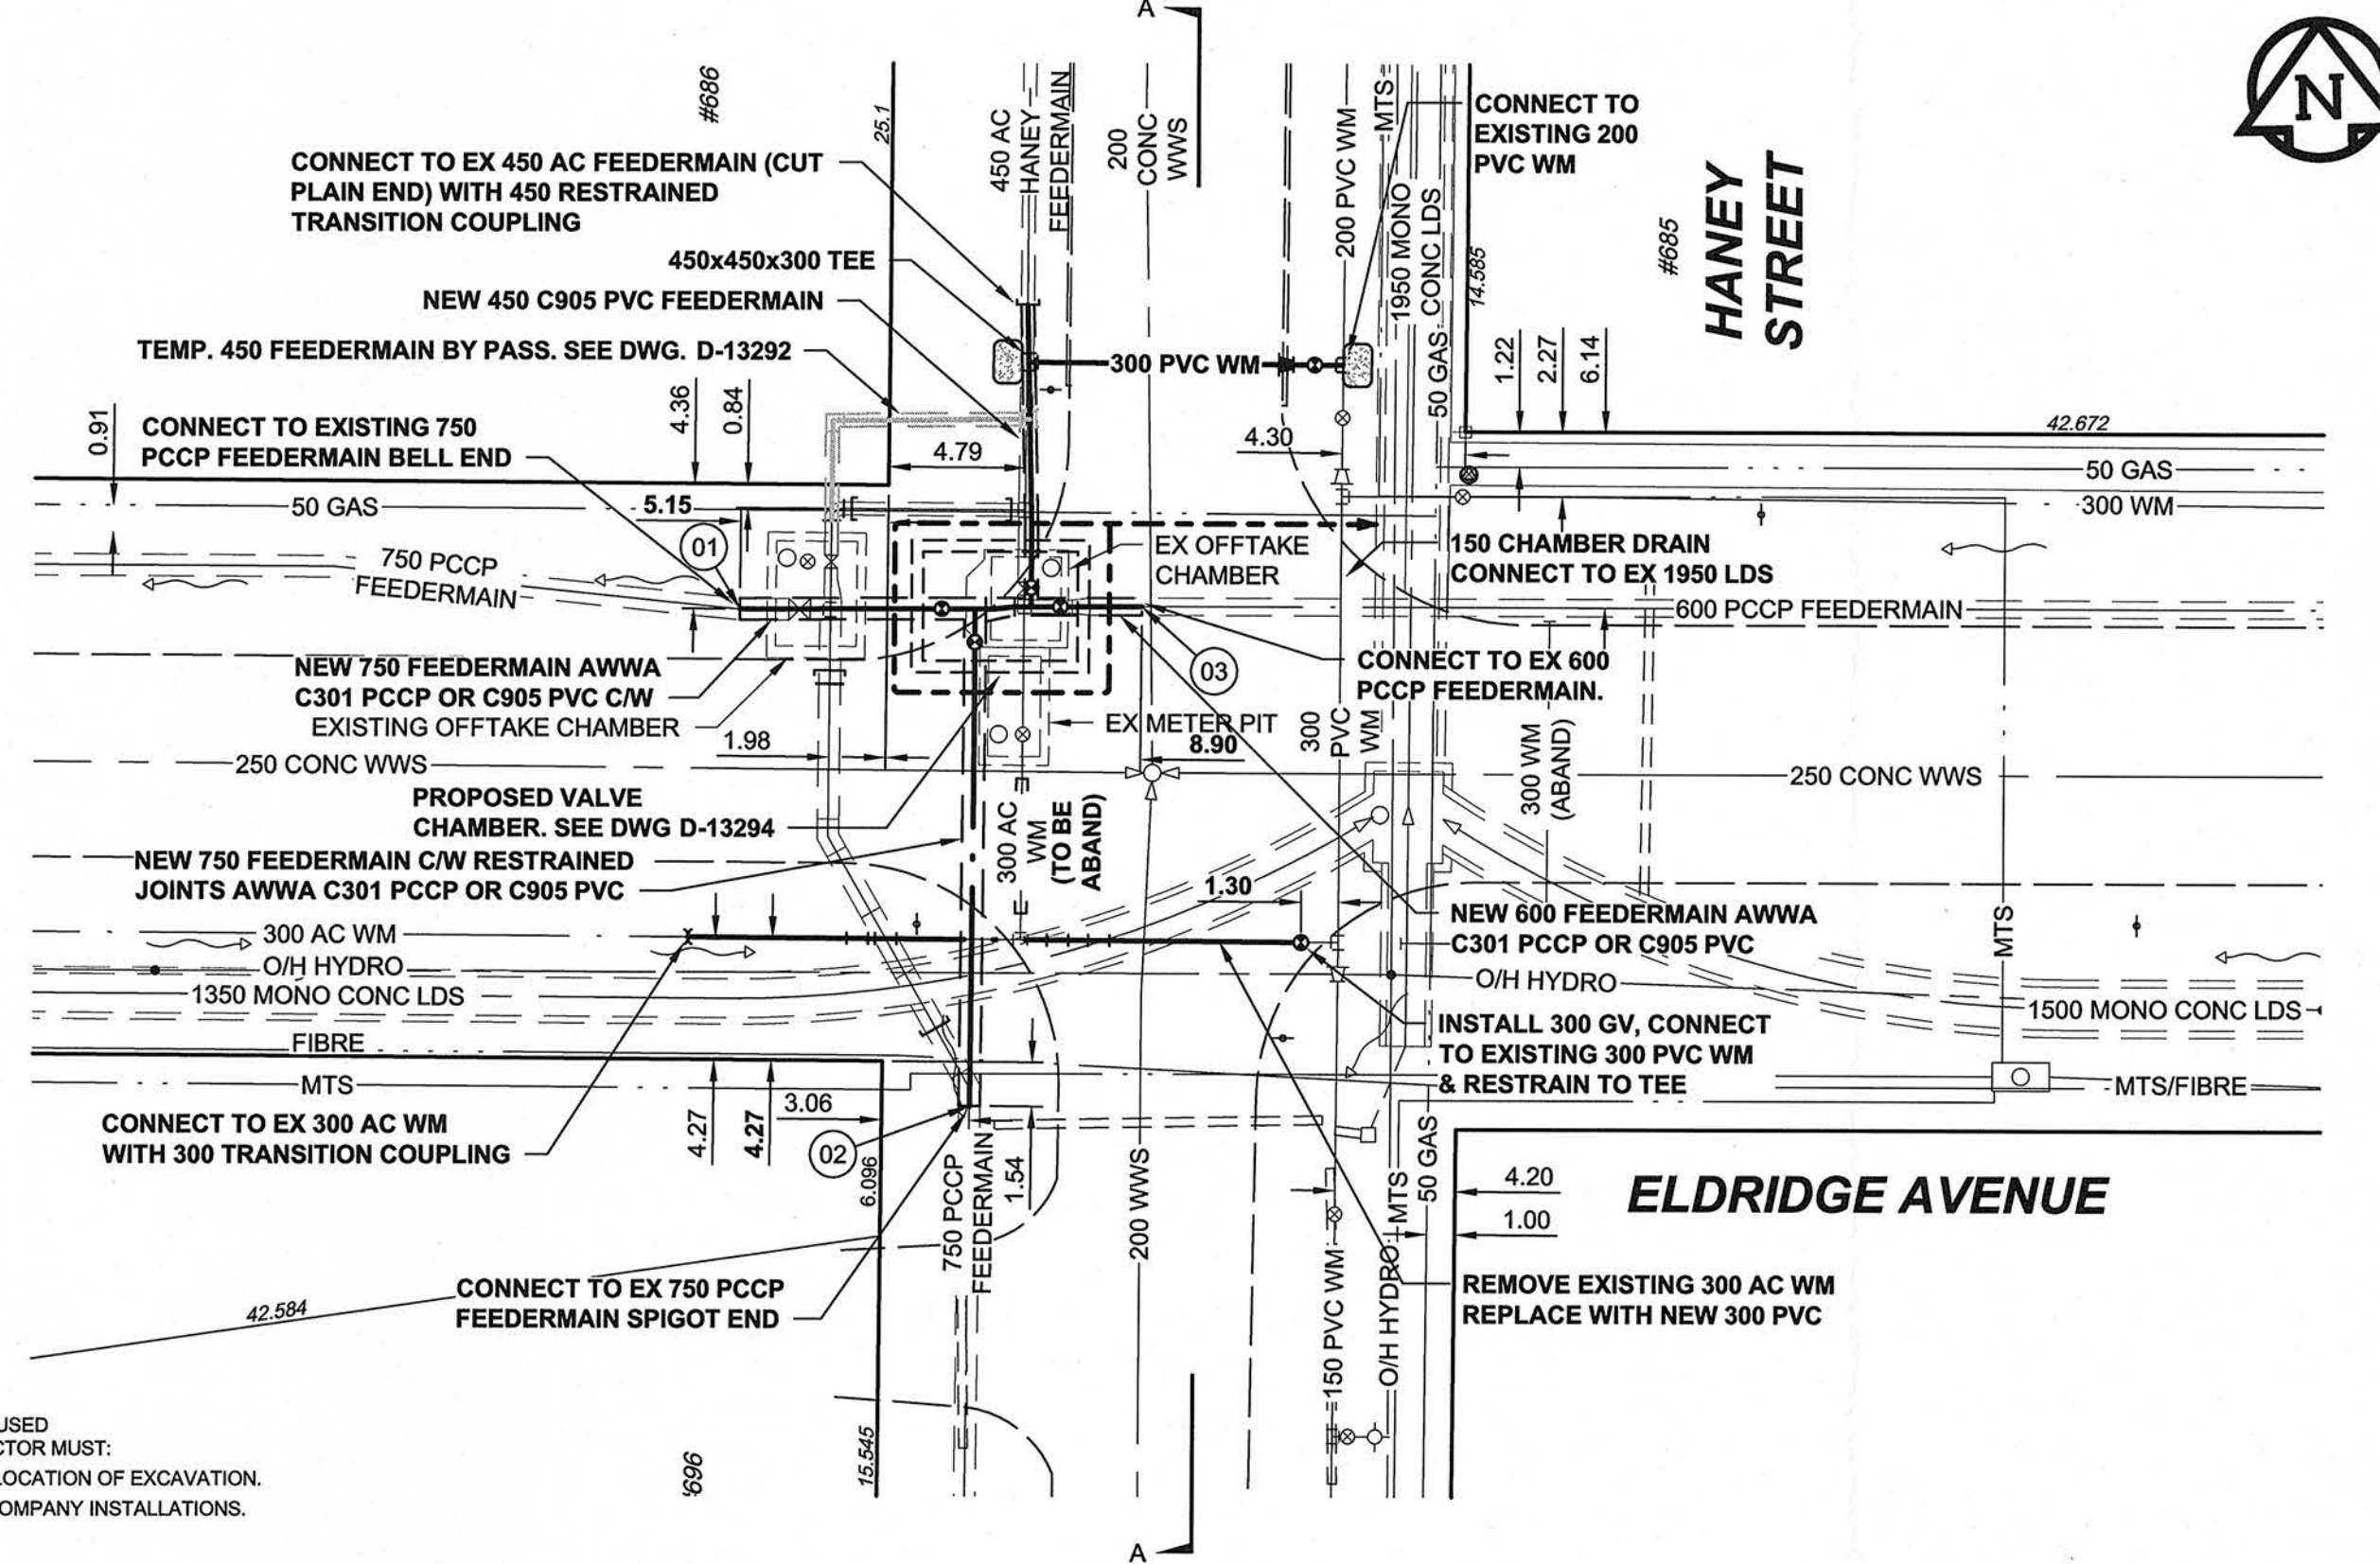 A
N
#686
25.1
450 AC
HANEY
FEEDERMAIN
200
CONC
WWS
200 PVC WM
MTS
1950 MONO
CONC LDS
50 GAS
CONNECT TO
EXISTING 200
PVC WM
14.585
#685
HANEY
STREET
CONNECT TO EX 450 AC FEEDERMAIN (CUT
PLAIN END) WITH 450 RESTRAINED
TRANSITION COUPLING
450x450x300 TEE
NEW 450 C905 PVC FEEDERMAIN
TEMP. 450 FEEDERMAIN BY PASS. SEE DWG. D-13292
300 PVC WM
1.22
2.27
6.14
0.91
CONNECT TO EXISTING 750
PCCP FEEDERMAIN BELL END
4.36
0.84
4.79
4.30
42.672
50 GAS
5.15
50 GAS
300 WM
01
750 PCCP
FEEDERMAIN
EX OFFTAKE
CHAMBER
150 CHAMBER DRAIN
CONNECT TO EX 1950 LDS
600 PCCP FEEDERMAIN
NEW 750 FEEDERMAIN AWWA
C301 PCCP OR C905 PVC C/W
EXISTING OFFTAKE CHAMBER
03
CONNECT TO EX 600
PCCP FEEDERMAIN.
1.98
EX METER PIT
8.90
300
PVC
WM
300 WM
(ABAND)
250 CONC WWS
250 CONC WWS
PROPOSED VALVE
CHAMBER. SEE DWG D-13294
300 AC
WM
(TO BE
ABAND)
NEW 750 FEEDERMAIN C/W RESTRAINED
JOINTS AWWA C301 PCCP OR C905 PVC
1.30
NEW 600 FEEDERMAIN AWWA
C301 PCCP OR C905 PVC
MTS
300 AC WM
O/H HYDRO
1350 MONO CONC LDS
O/H HYDRO
1500 MONO CONC LDS
INSTALL 300 GV, CONNECT
TO EXISTING 300 PVC WM
& RESTRAIN TO TEE
FIBRE
MTS
MTS/FIBRE
CONNECT TO EX 300 AC WM
WITH 300 TRANSITION COUPLING
4.27
4.27
3.06
02
6.096
750 PCCP
FEEDERMAIN
1.54
200 WWS
MTS
50 GAS
4.20
1.00
ELDRIDGE AVENUE
42.584
CONNECT TO EX 750 PCCP
FEEDERMAIN SPIGOT END
150 PVC WM
O/H HYDRO
REMOVE EXISTING 300 AC WM
REPLACE WITH NEW 300 PVC
USED
CTOR MUST:
LOCATION OF EXCAVATION.
OMPANY INSTALLATIONS.
696
15.545
A